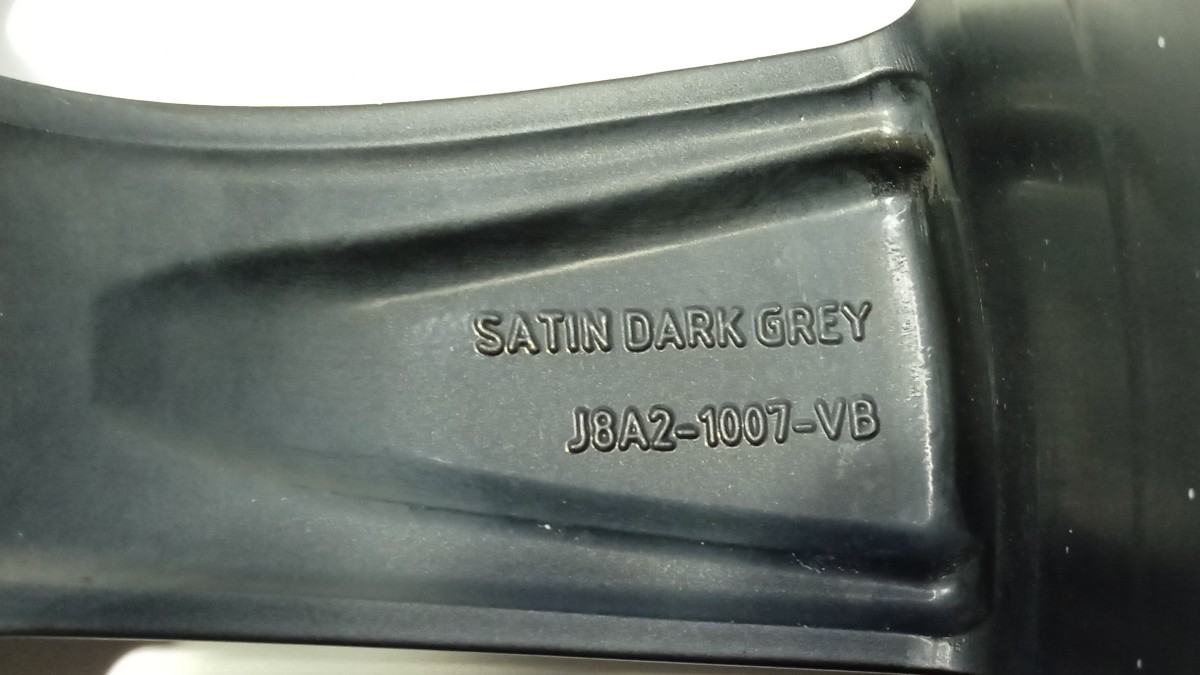 SATIN DARK GREY
J8A2-1007-VB